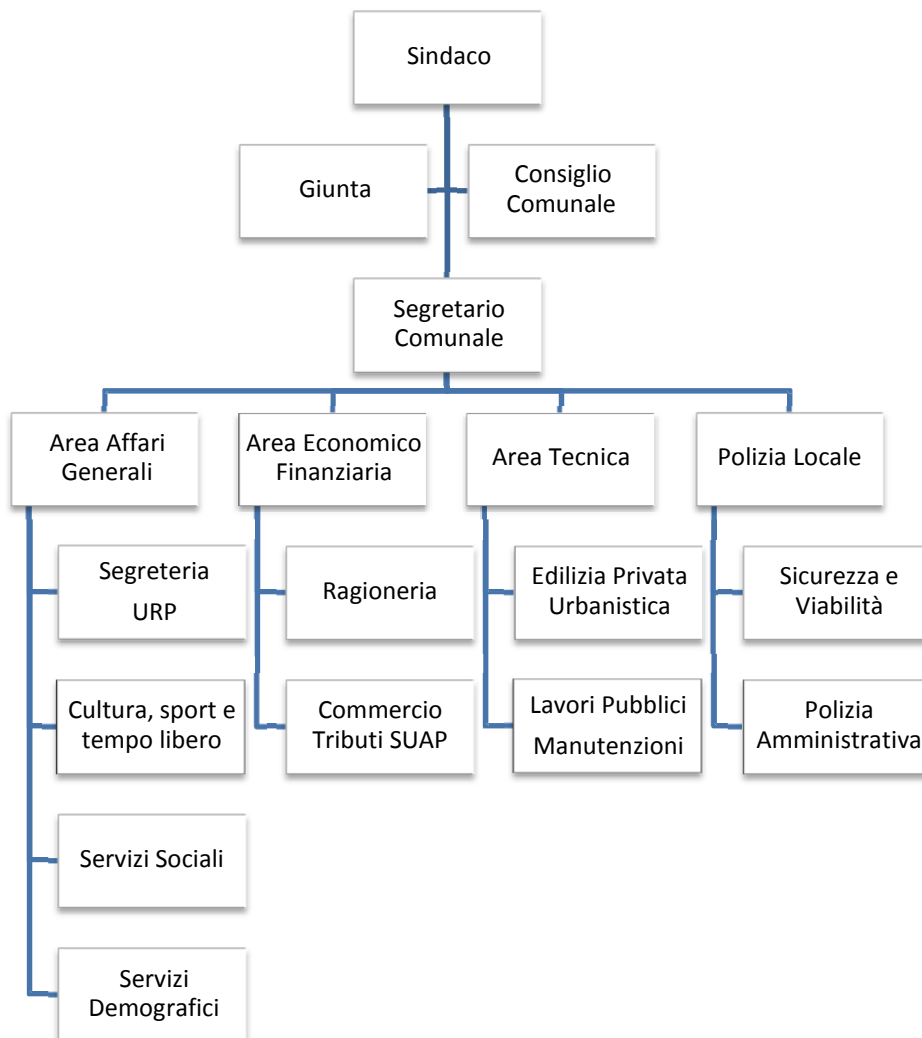 Sindaco
Giunta
Consiglio
Comunale
Segretario
Comunale
Area Affari
Generali
Area Economico
Finanziaria
Area Tecnica
Polizia Locale
Segreteria
URP
Ragioneria
Edilizia Privata
Urbanistica
Sicurezza e
Viabilità
Cultura, sport e
tempo libero
Commercio
Tributi SUAP
Lavori Pubblici
Manutenzioni
Polizia
Amministrativa
Servizi Sociali
Servizi
Demografici